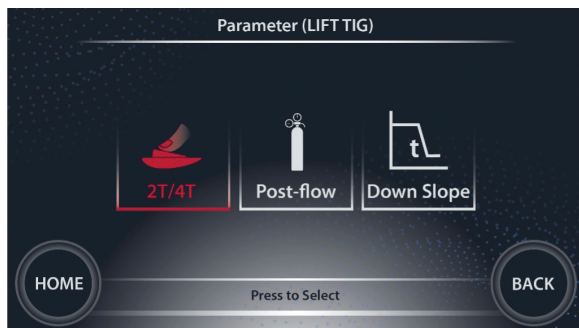 Parameter (LIFT TIG)
2T/4T
Post-flow
t
Down Slope
HOME
Press to Select
BACK